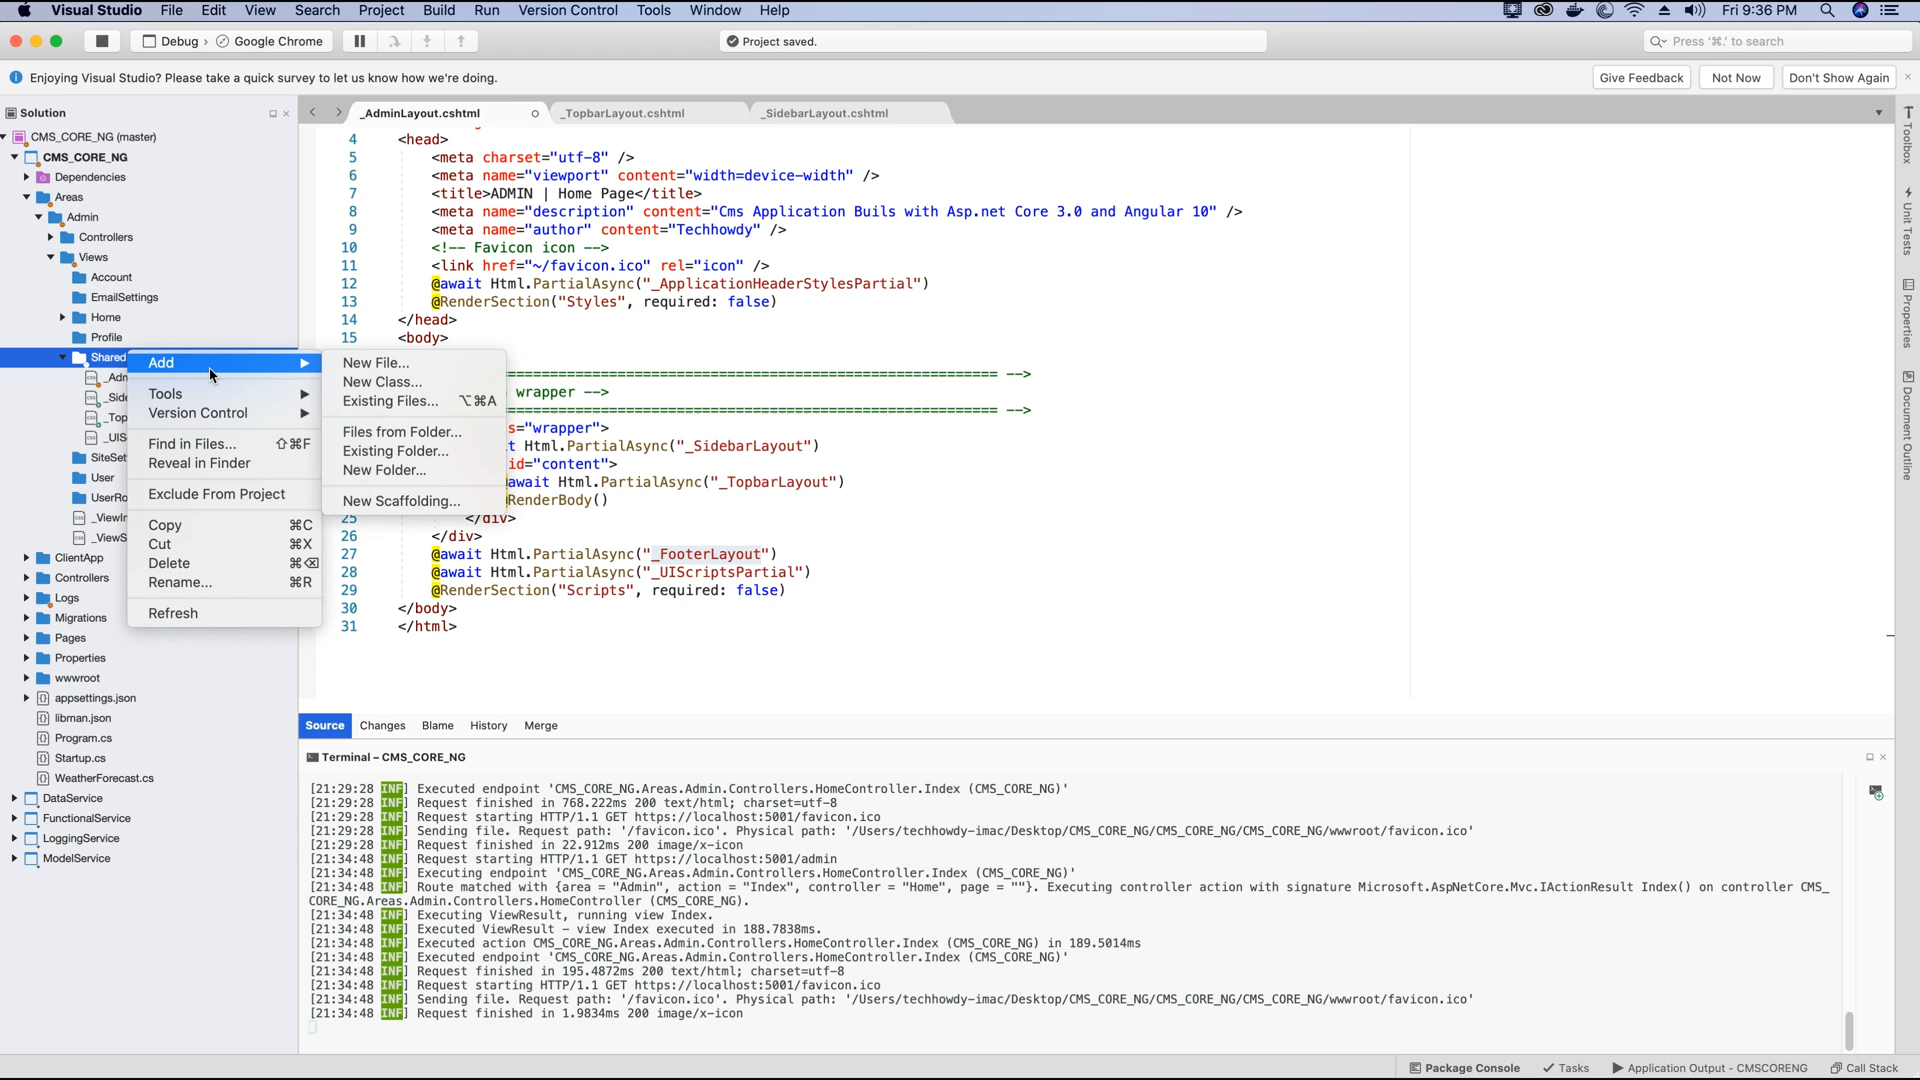 Visual Studio File Edit View Search Project Build Run Version Control Tools Window Help Fri 9:36 PM
Debug › Google Chrome Project saved. Press '⌘.' to search
Enjoying Visual Studio? Please take a quick survey to let us know how we're doing. Give Feedback Not Now Don't Show Again
Solution
CMS_CORE_NG (master)
CMS_CORE_NG
Dependencies
Areas
Admin
Controllers
Views
Account
EmailSettings
Home
Profile
Shared
_Adm
_Side
_Top
_UIS
SiteSet
User
UserRo
_ViewIn
_ViewS
ClientApp
Controllers
Logs
Migrations
Pages
Properties
wwwroot
appsettings.json
libman.json
Program.cs
Startup.cs
WeatherForecast.cs
DataService
FunctionalService
LoggingService
ModelService
Add
Tools
Version Control
Find in Files... ⇧⌘F
Reveal in Finder
Exclude From Project
Copy ⌘C
Cut ⌘X
Delete ⌘⌫
Rename... ⌘R
Refresh
New File...
New Class...
Existing Files... ⌥⌘A
Files from Folder...
Existing Folder...
New Folder...
New Scaffolding...
_AdminLayout.cshtml _TopbarLayout.cshtml _SidebarLayout.cshtml
4 <head>
5 <meta charset="utf-8" />
6 <meta name="viewport" content="width=device-width" />
7 <title>ADMIN | Home Page</title>
8 <meta name="description" content="Cms Application Buils with Asp.net Core 3.0 and Angular 10" />
9 <meta name="author" content="Techhowdy" />
10 <!-- Favicon icon -->
11 <link href="~/favicon.ico" rel="icon" />
12 @await Html.PartialAsync("_ApplicationHeaderStylesPartial")
13 @RenderSection("Styles", required: false)
14 </head>
15 <body>
========================================================== -->
wrapper -->
========================================================== -->
s="wrapper">
t Html.PartialAsync("_SidebarLayout")
id="content">
await Html.PartialAsync("_TopbarLayout")
RenderBody()
25 </div>
26 </div>
27 @await Html.PartialAsync("_FooterLayout")
28 @await Html.PartialAsync("_UIScriptsPartial")
29 @RenderSection("Scripts", required: false)
30 </body>
31 </html>
Source Changes Blame History Merge
Terminal – CMS_CORE_NG
[21:29:28 INF] Executed endpoint 'CMS_CORE_NG.Areas.Admin.Controllers.HomeController.Index (CMS_CORE_NG)'
[21:29:28 INF] Request finished in 768.222ms 200 text/html; charset=utf-8
[21:29:28 INF] Request starting HTTP/1.1 GET https://localhost:5001/favicon.ico
[21:29:28 INF] Sending file. Request path: '/favicon.ico'. Physical path: '/Users/techhowdy-imac/Desktop/CMS_CORE_NG/CMS_CORE_NG/CMS_CORE_NG/wwwroot/favicon.ico'
[21:29:28 INF] Request finished in 22.912ms 200 image/x-icon
[21:34:48 INF] Request starting HTTP/1.1 GET https://localhost:5001/admin
[21:34:48 INF] Executing endpoint 'CMS_CORE_NG.Areas.Admin.Controllers.HomeController.Index (CMS_CORE_NG)'
[21:34:48 INF] Route matched with {area = "Admin", action = "Index", controller = "Home", page = ""}. Executing controller action with signature Microsoft.AspNetCore.Mvc.IActionResult Index() on controller CMS_
CORE_NG.Areas.Admin.Controllers.HomeController (CMS_CORE_NG).
[21:34:48 INF] Executing ViewResult, running view Index.
[21:34:48 INF] Executed ViewResult - view Index executed in 188.7838ms.
[21:34:48 INF] Executed action CMS_CORE_NG.Areas.Admin.Controllers.HomeController.Index (CMS_CORE_NG) in 189.5014ms
[21:34:48 INF] Executed endpoint 'CMS_CORE_NG.Areas.Admin.Controllers.HomeController.Index (CMS_CORE_NG)'
[21:34:48 INF] Request finished in 195.4872ms 200 text/html; charset=utf-8
[21:34:48 INF] Request starting HTTP/1.1 GET https://localhost:5001/favicon.ico
[21:34:48 INF] Sending file. Request path: '/favicon.ico'. Physical path: '/Users/techhowdy-imac/Desktop/CMS_CORE_NG/CMS_CORE_NG/CMS_CORE_NG/wwwroot/favicon.ico'
[21:34:48 INF] Request finished in 1.9834ms 200 image/x-icon
Toolbox
Unit Tests
Properties
Document Outline
Package Console Tasks Application Output - CMSCORENG Call Stack